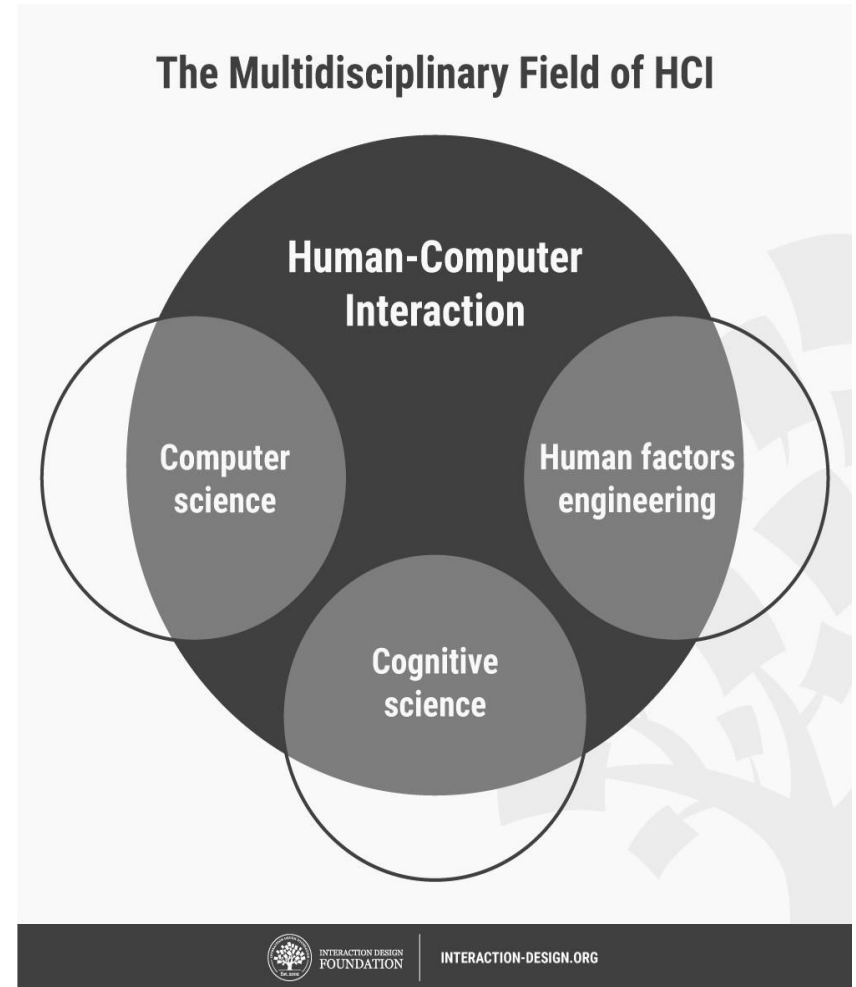 The Multidisciplinary Field of HCI
Human-Computer
Interaction
Computer
science
Human factors
engineering
Cognitive
science
INTERACTION DESIGN
FOUNDATION
INTERACTION-DESIGN.ORG